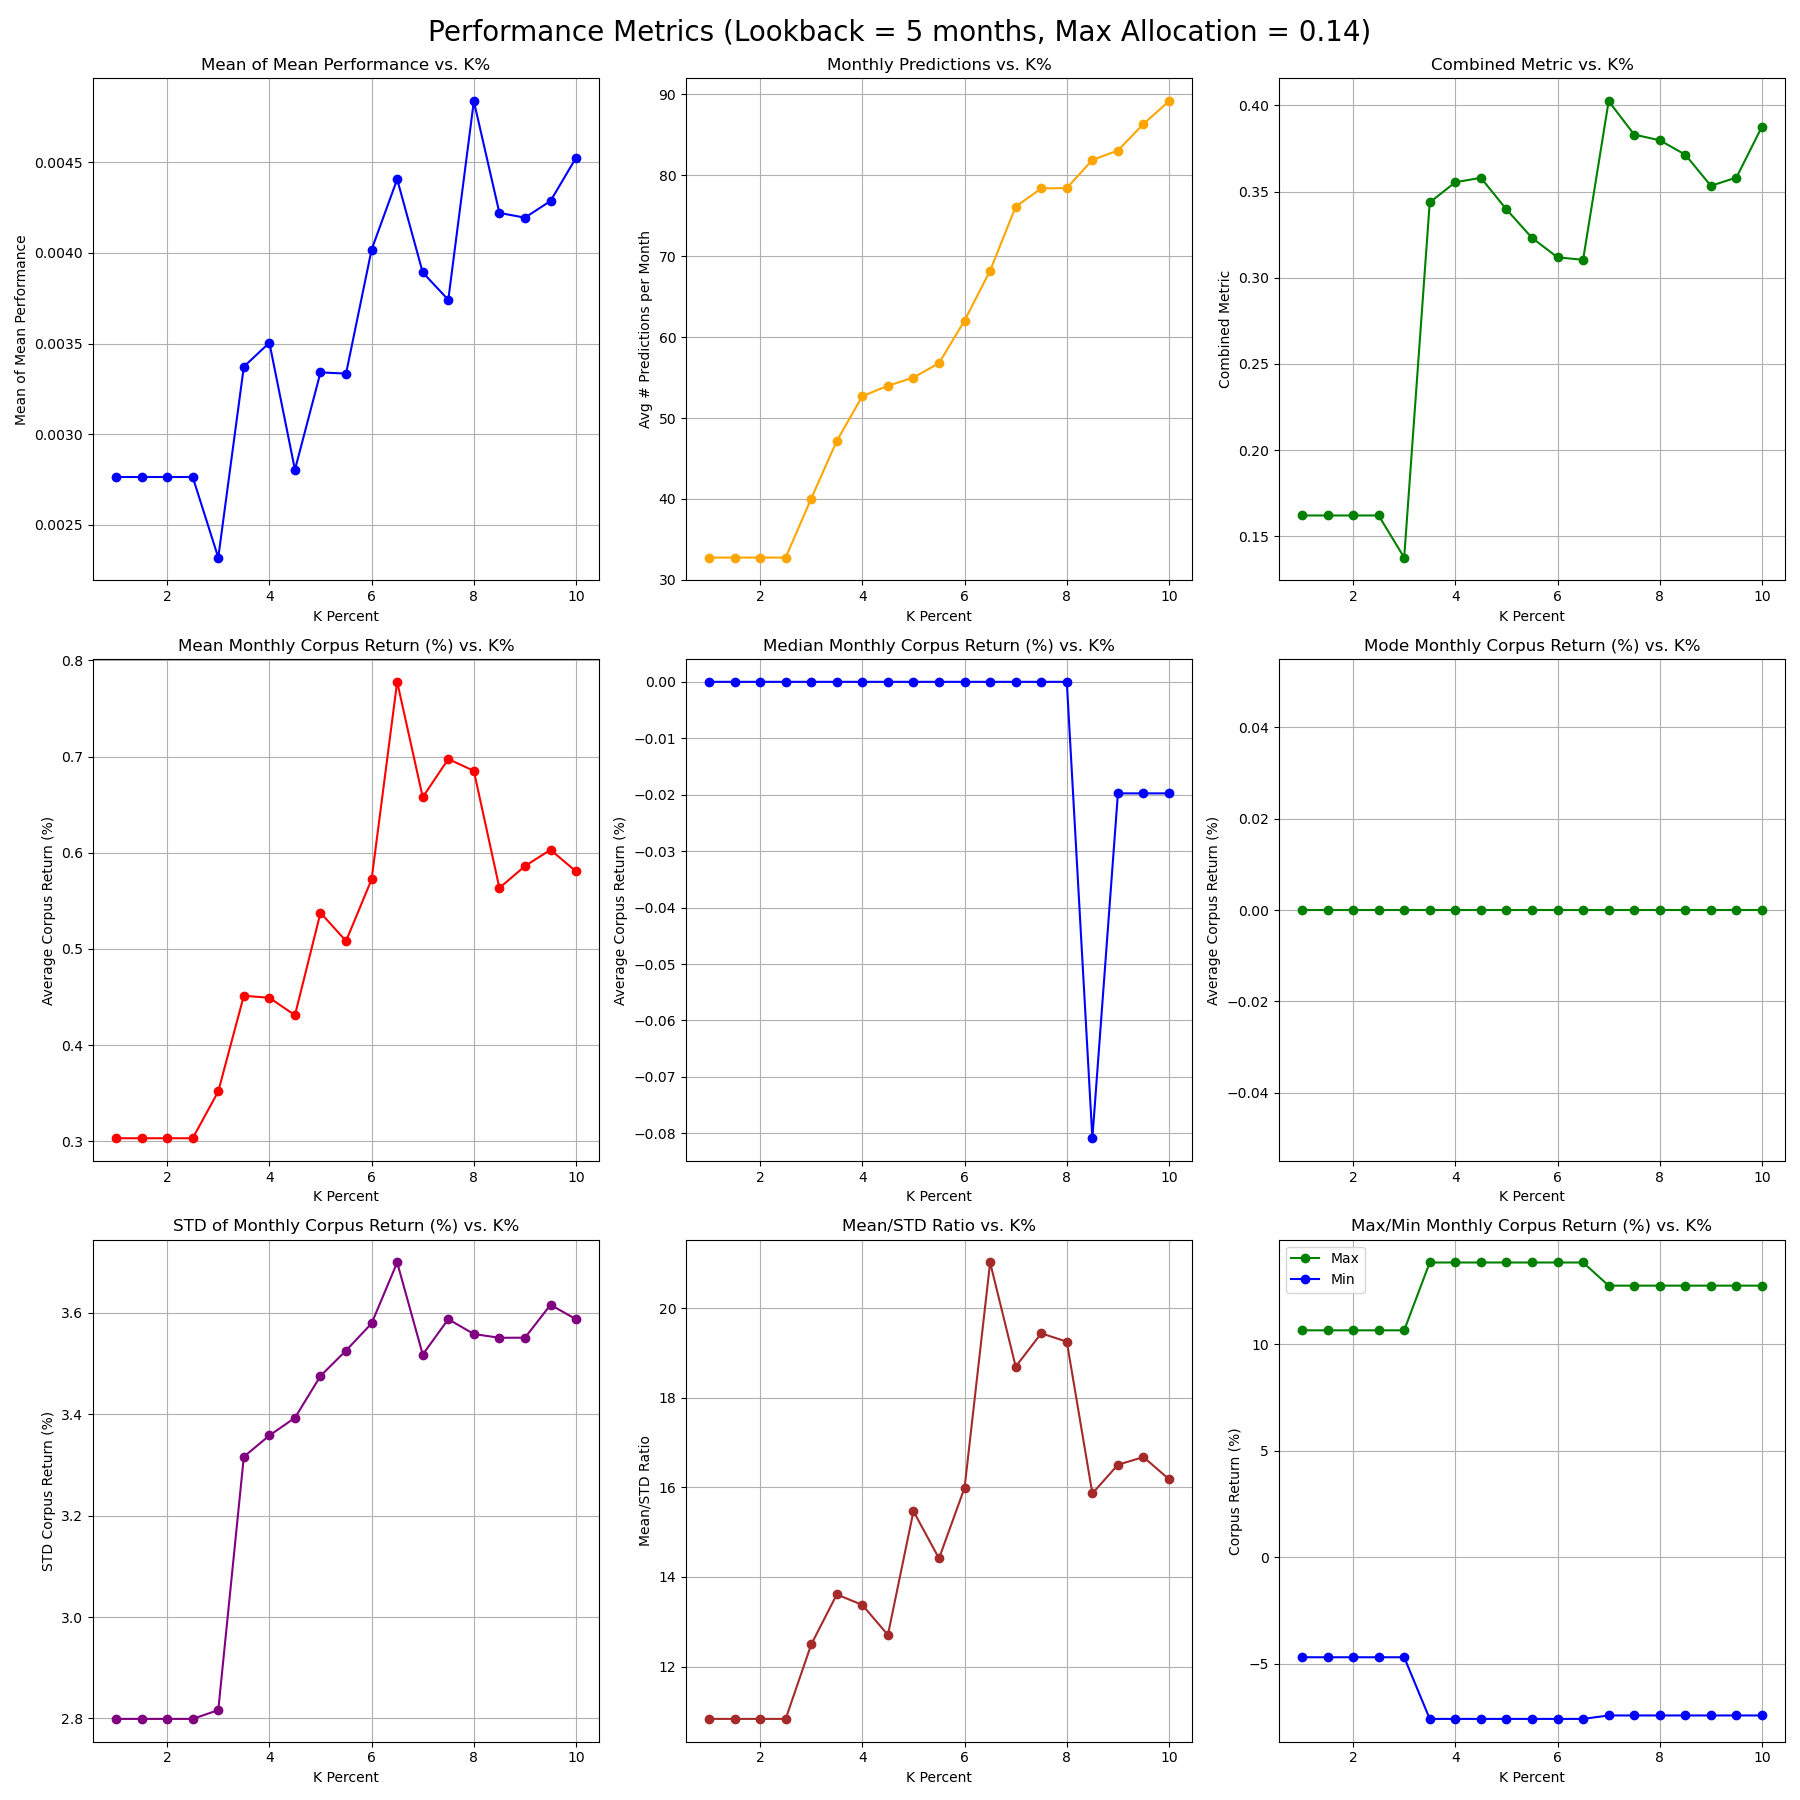 Performance Metrics (Lookback = 5 months, Max Allocation = 0.14)
Mean of Mean Performance vs. K%
Mean of Mean Performance
0.0045
0.0040
0.0035
0.0030
0.0025
2 4 6 8 10
K Percent
Monthly Predictions vs. K%
Avg # Predictions per Month
90
80
70
60
50
40
30
2 4 6 8 10
K Percent
Combined Metric vs. K%
Combined Metric
0.40
0.35
0.30
0.25
0.20
0.15
2 4 6 8 10
K Percent
Mean Monthly Corpus Return (%) vs. K%
Average Corpus Return (%)
0.8
0.7
0.6
0.5
0.4
0.3
2 4 6 8 10
K Percent
Median Monthly Corpus Return (%) vs. K%
Average Corpus Return (%)
0.00
−0.01
−0.02
−0.03
−0.04
−0.05
−0.06
−0.07
−0.08
2 4 6 8 10
K Percent
Mode Monthly Corpus Return (%) vs. K%
Average Corpus Return (%)
0.04
0.02
0.00
−0.02
−0.04
2 4 6 8 10
K Percent
STD of Monthly Corpus Return (%) vs. K%
STD Corpus Return (%)
3.6
3.4
3.2
3.0
2.8
2 4 6 8 10
K Percent
Mean/STD Ratio vs. K%
Mean/STD Ratio
20
18
16
14
12
2 4 6 8 10
K Percent
Max/Min Monthly Corpus Return (%) vs. K%
Max
Min
Corpus Return (%)
10
5
0
−5
2 4 6 8 10
K Percent